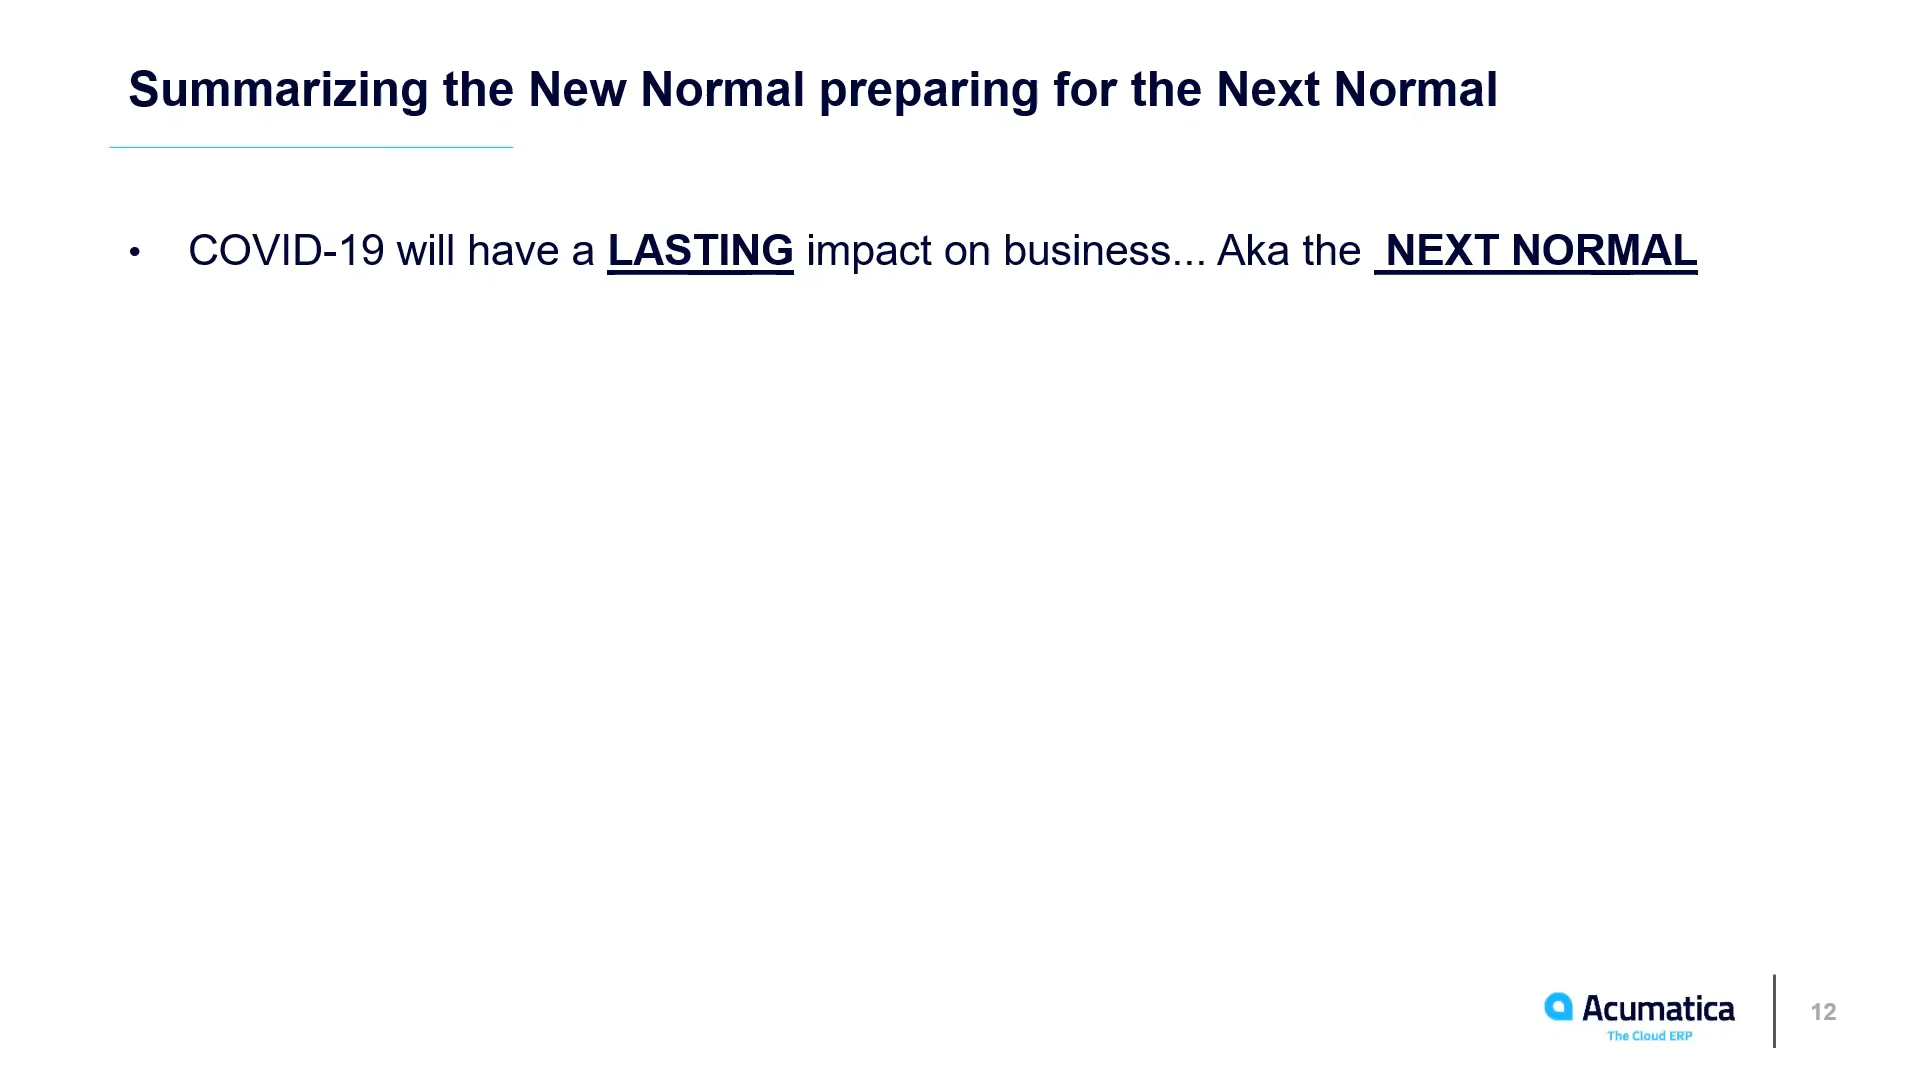 Summarizing the New Normal preparing for the Next Normal
• COVID-19 will have a LASTING impact on business... Aka the NEXT NORMAL
Acumatica
The Cloud ERP
12